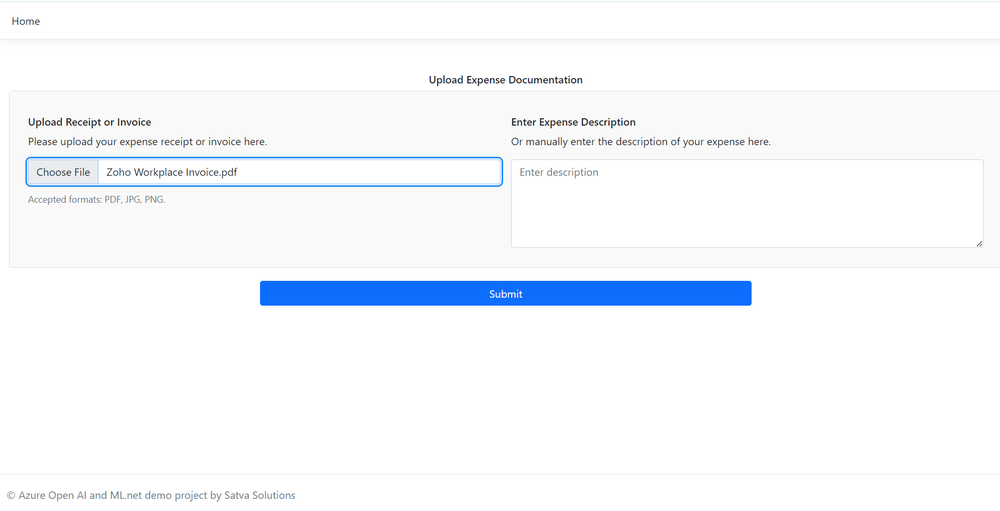 Home
Upload Expense Documentation
Upload Receipt or Invoice
Please upload your expense receipt or invoice here.
Choose File Zoho Workplace Invoice.pdf
Accepted formats: PDF, JPG, PNG.
Enter Expense Description
Or manually enter the description of your expense here.
Enter description
Submit
© Azure Open AI and ML.net demo project by Satva Solutions